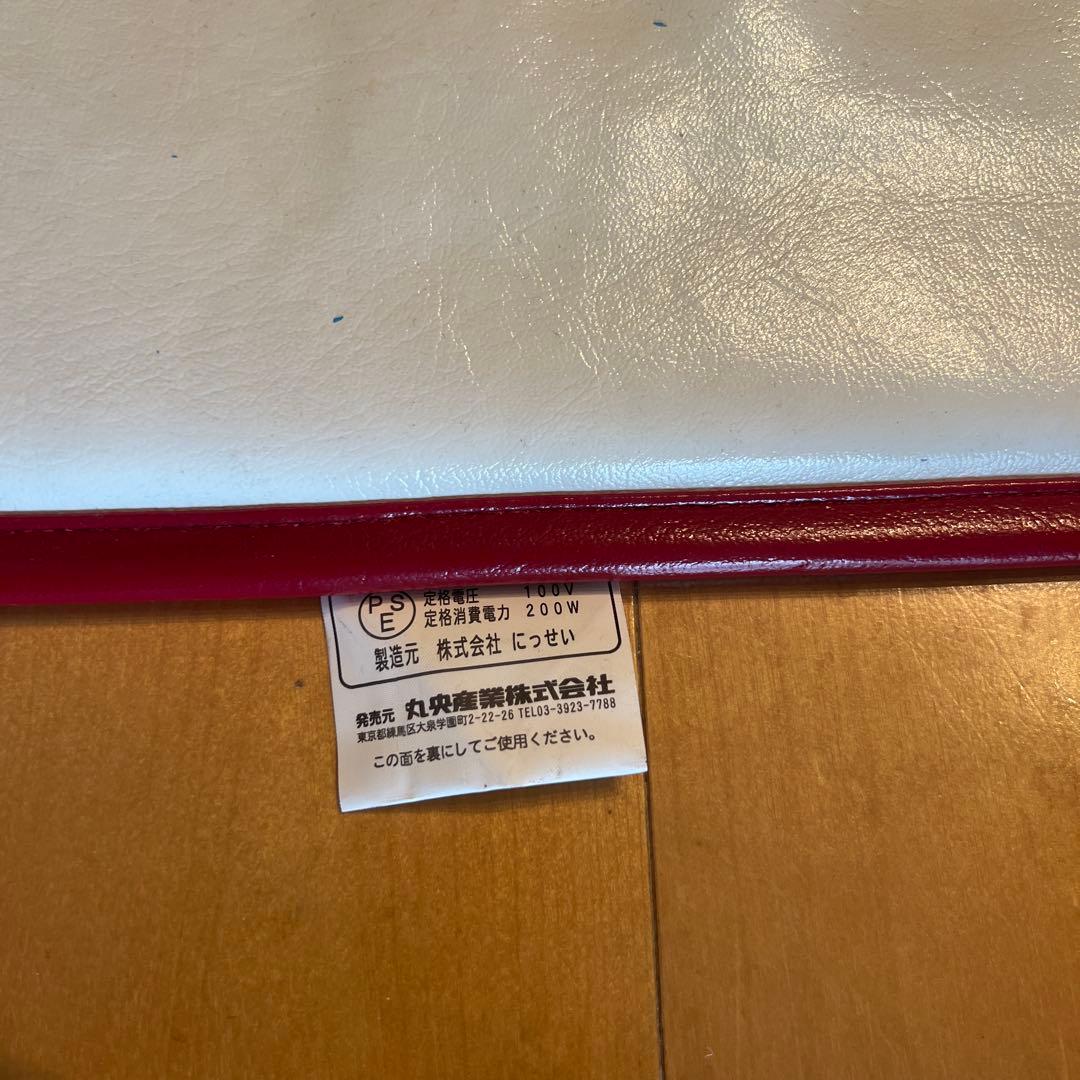 PSE
定格電圧 100V
定格消費電力 200W
製造元 株式会社 にっせい
発売元 丸央産業株式会社
東京都練馬区大泉学園町2-22-26 TEL03-3923-7788
この面を裏にしてご使用ください。